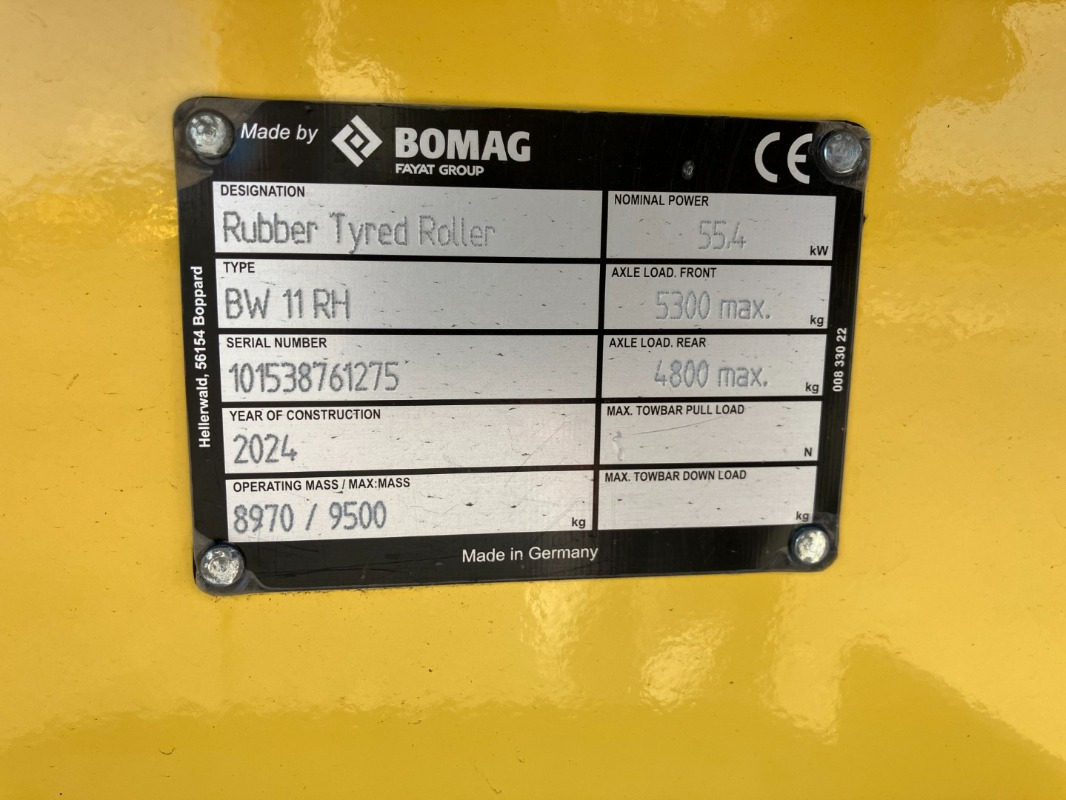 Made by BOMAG
FAYAT GROUP
CE
DESIGNATION
Rubber Tyred Roller
TYPE
BW 11 RH
SERIAL NUMBER
101538761275
YEAR OF CONSTRUCTION
2024
OPERATING MASS / MAX:MASS
8970 / 9500 kg
NOMINAL POWER
55,4 kW
AXLE LOAD. FRONT
5300 max. kg
AXLE LOAD. REAR
4800 max. kg
MAX. TOWBAR PULL LOAD
N
MAX. TOWBAR DOWN LOAD
kg
Made in Germany
Hellerwald, 56154 Boppard
008 330 22